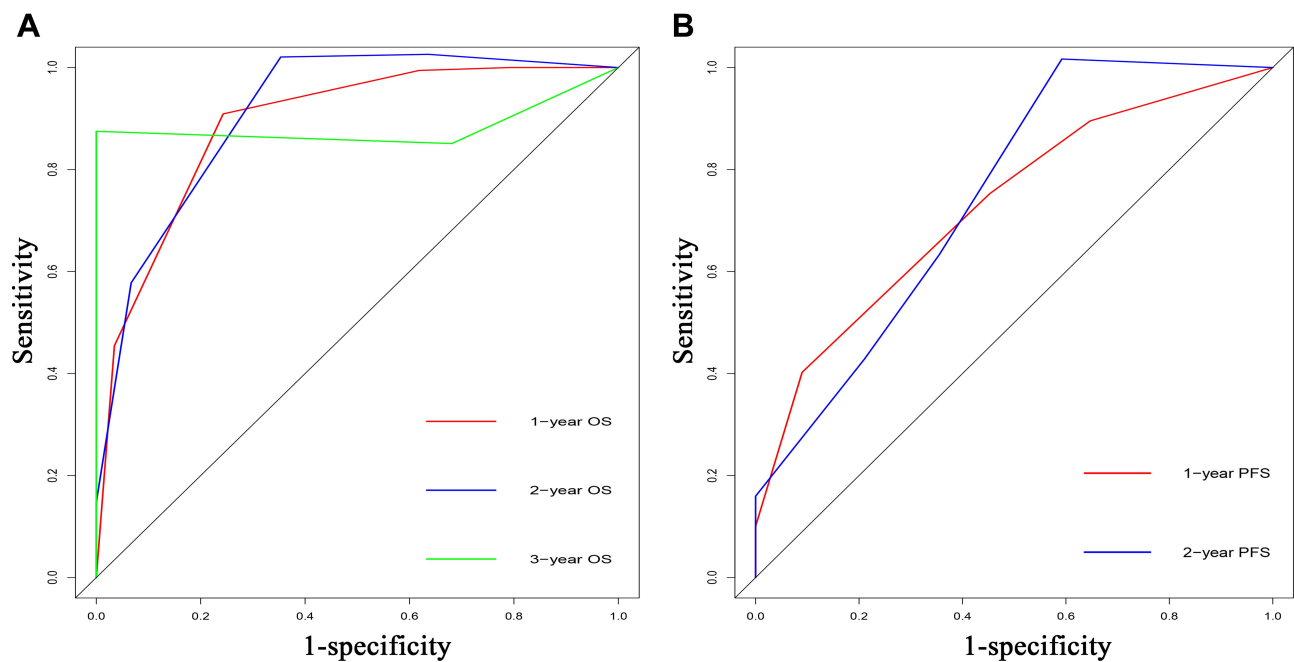 A
B
Sensitivity
1.0
0.8
0.6
0.4
0.2
0.0
0.0 0.2 0.4 0.6 0.8 1.0
1-specificity
1-year OS
2-year OS
3-year OS
Sensitivity
1.0
0.8
0.6
0.4
0.2
0.0
0.0 0.2 0.4 0.6 0.8 1.0
1-specificity
1-year PFS
2-year PFS